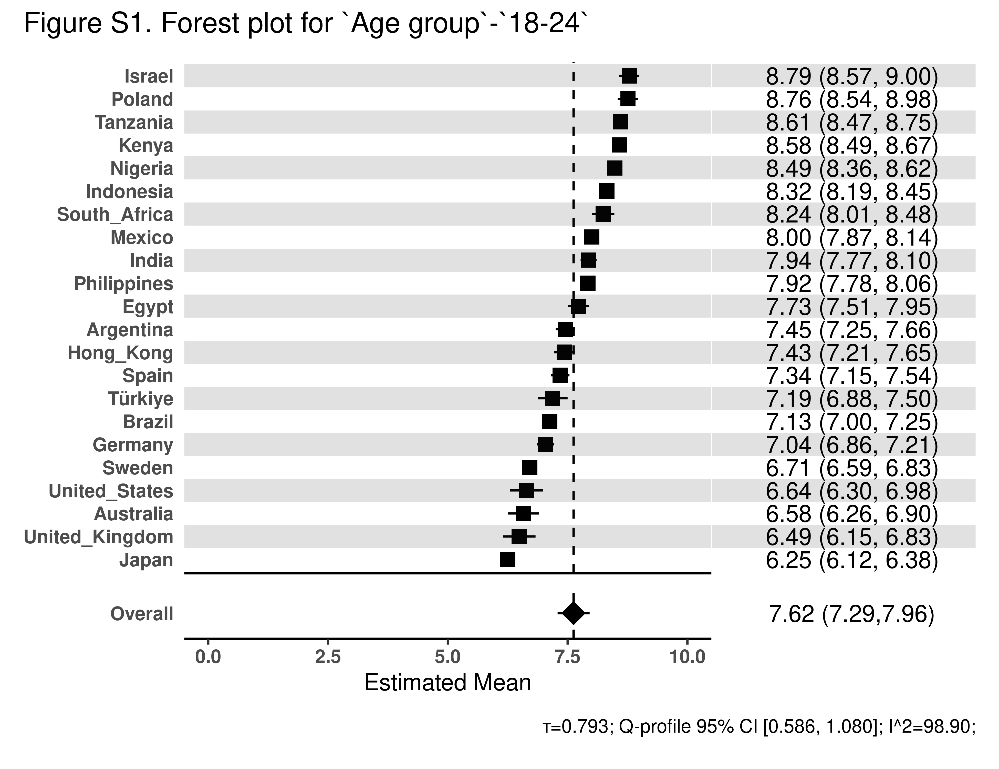 Figure S1. Forest plot for `Age group`-`18-24`
Israel 8.79 (8.57, 9.00)
Poland 8.76 (8.54, 8.98)
Tanzania 8.61 (8.47, 8.75)
Kenya 8.58 (8.49, 8.67)
Nigeria 8.49 (8.36, 8.62)
Indonesia 8.32 (8.19, 8.45)
South_Africa 8.24 (8.01, 8.48)
Mexico 8.00 (7.87, 8.14)
India 7.94 (7.77, 8.10)
Philippines 7.92 (7.78, 8.06)
Egypt 7.73 (7.51, 7.95)
Argentina 7.45 (7.25, 7.66)
Hong_Kong 7.43 (7.21, 7.65)
Spain 7.34 (7.15, 7.54)
Türkiye 7.19 (6.88, 7.50)
Brazil 7.13 (7.00, 7.25)
Germany 7.04 (6.86, 7.21)
Sweden 6.71 (6.59, 6.83)
United_States 6.64 (6.30, 6.98)
Australia 6.58 (6.26, 6.90)
United_Kingdom 6.49 (6.15, 6.83)
Japan 6.25 (6.12, 6.38)
Overall 7.62 (7.29,7.96)
0.0 2.5 5.0 7.5 10.0
Estimated Mean
τ=0.793; Q-profile 95% CI [0.586, 1.080]; I^2=98.90;